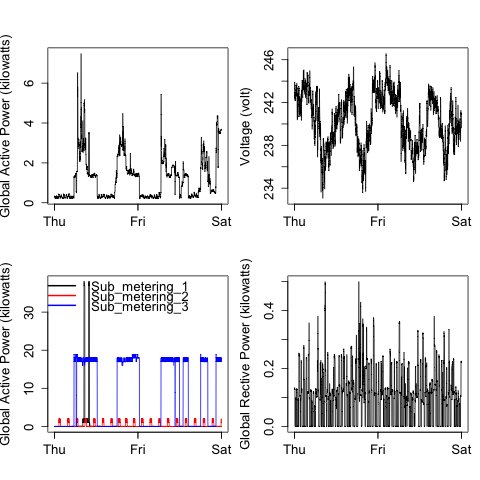 Global Active Power (kilowatts)
6
4
2
0
Thu
Fri
Sat
Voltage (volt)
246
242
238
234
Thu
Fri
Sat
Global Active Power (kilowatts)
30
20
10
0
Sub_metering_1
Sub_metering_2
Sub_metering_3
Thu
Fri
Sat
Global Rective Power (kilowatts)
0.4
0.2
0.0
Thu
Fri
Sat